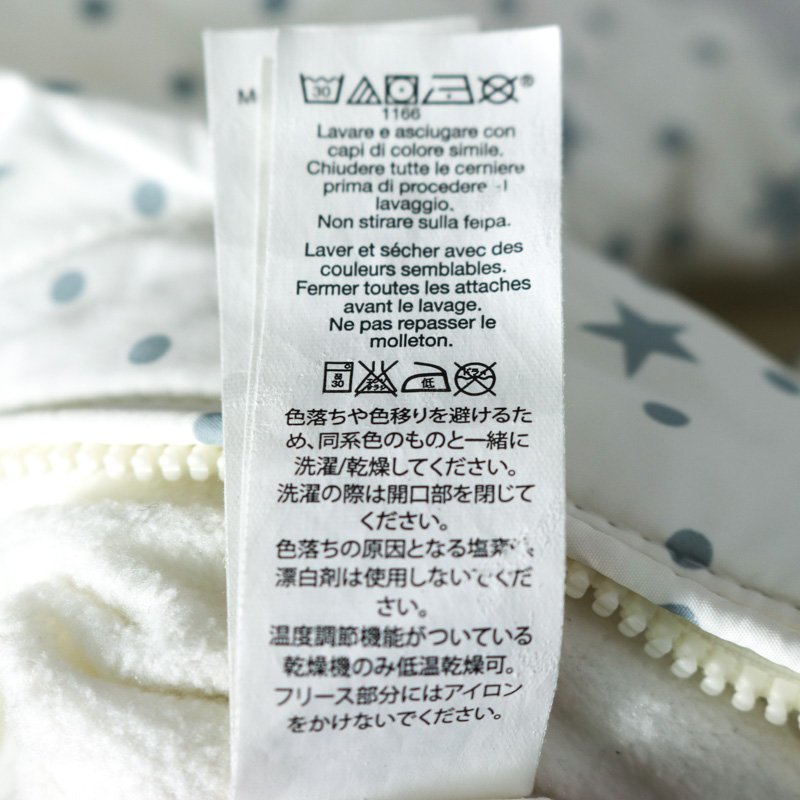 M
30
®
1166
Lavare e asciugare con
capi di colore simile.
Chiudere tutte le cerniere
prima di procedere
lavaggio.
Non stirare sulla felpa.
Laver et sécher avec des
couleurs semblables.
Fermer toutes les attaches
avant le lavage.
Ne pas repasser le
molleton.
30 低 ドライ
色落ちや色移りを避けるた
め、同系色のものと一緒に
洗濯/乾燥してください。
洗濯の際は開口部を閉じて
ください。
色落ちの原因となる塩素
漂白剤は使用しないでくだ
さい。
温度調節機能がついている
乾燥機のみ低温乾燥可。
フリース部分にはアイロン
をかけないでください。